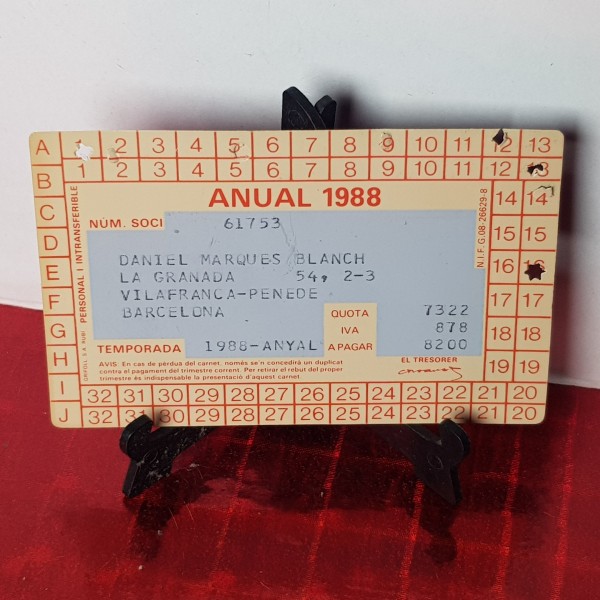 A 1 2 3 4 5 6 7 8 9 10 11 12 13
B 1 2 3 4 5 6 7 8 9 10 11 12 13
C
D
E
F
G
H
I
J
PERSONAL I INTRANSFERIBLE
ANUAL 1988
NÚM. SOCI 61753
DANIEL MARQUES BLANCH
LA GRANADA 54, 2-3
VILAFRANCA-PENEDE
BARCELONA
QUOTA 7322
IVA 878
A PAGAR 8200
TEMPORADA 1988-ANYAL
EL TRESORER
AVIS: En cas de pèrdua del carnet, només se'n concedirà un duplicat
contra el pagament del trimestre corrent. Per retirar el rebut del proper
trimestre és indispensable la presentació d'aquest carnet.
N.I.F. G.08-26629-8
14 14
15 15
16 16
17 17
18 18
19 19
32 31 30 29 28 27 26 25 24 23 22 21 20
32 31 30 29 28 27 26 25 24 23 22 21 20